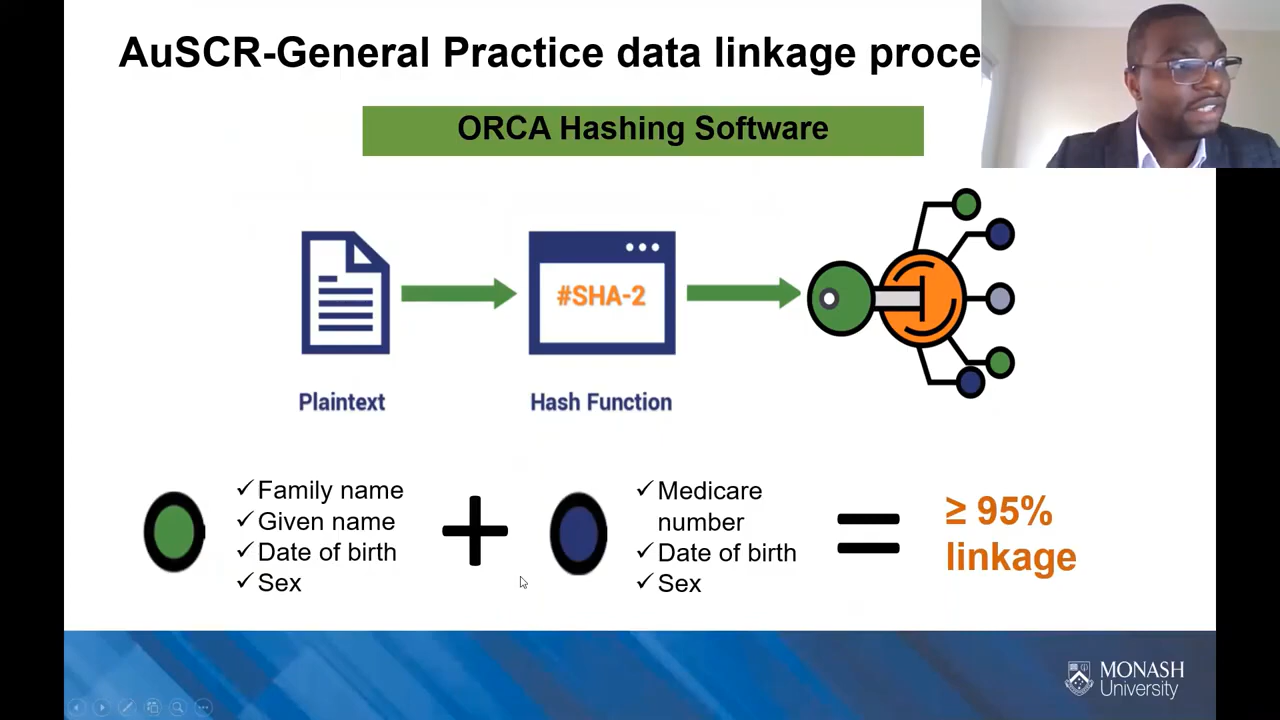 AuSCR-General Practice data linkage proce
ORCA Hashing Software
#SHA-2
Plaintext
Hash Function
✓ Family name
✓ Given name
✓ Date of birth
✓ Sex
+
✓ Medicare
number
✓ Date of birth
✓ Sex
=
≥ 95%
linkage
MONASH
University